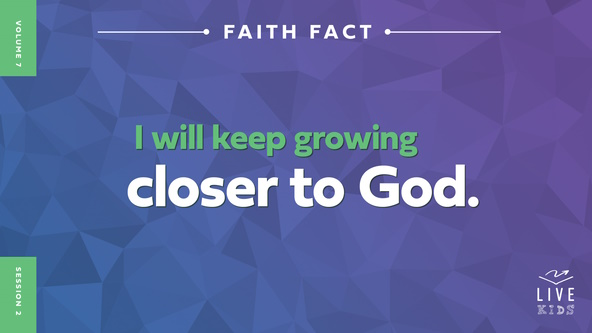 VOLUME 7
FAITH FACT
I will keep growing
closer to God.
SESSION 2
LIVE
KIDS